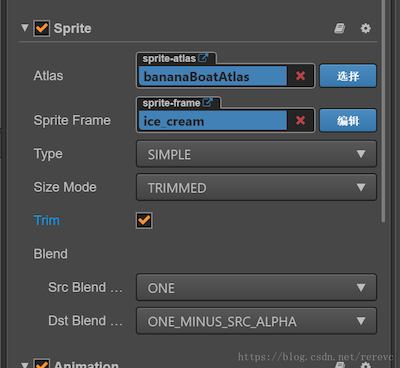 Sprite
sprite-atlas
Atlas bananaBoatAtlas 选择
sprite-frame
Sprite Frame ice_cream 编辑
Type SIMPLE
Size Mode TRIMMED
Trim
Blend
Src Blend ... ONE
Dst Blend ... ONE_MINUS_SRC_ALPHA
Animation
https://blog.csdn.net/rerevc